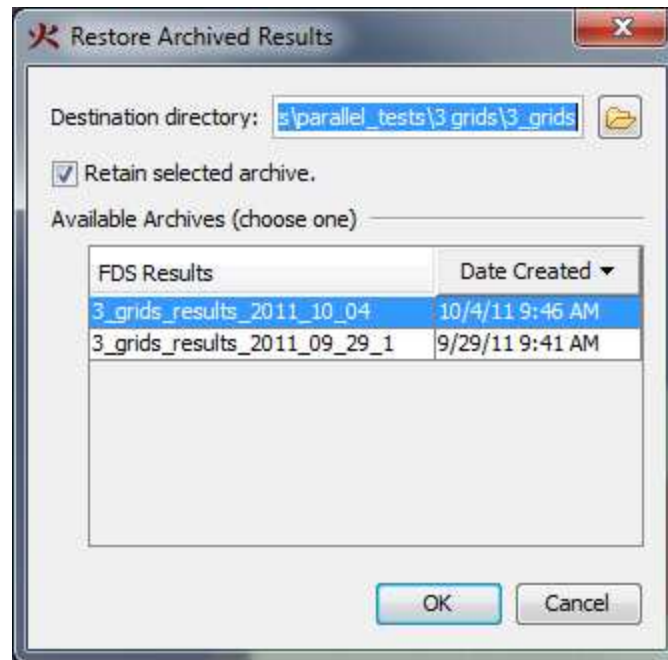 火 Restore Archived Results
Destination directory: s\parallel_tests\3 grids\3_grids
Retain selected archive.
Available Archives (choose one)
FDS Results Date Created
3_grids_results_2011_10_04 10/4/11 9:46 AM
3_grids_results_2011_09_29_1 9/29/11 9:41 AM
OK Cancel